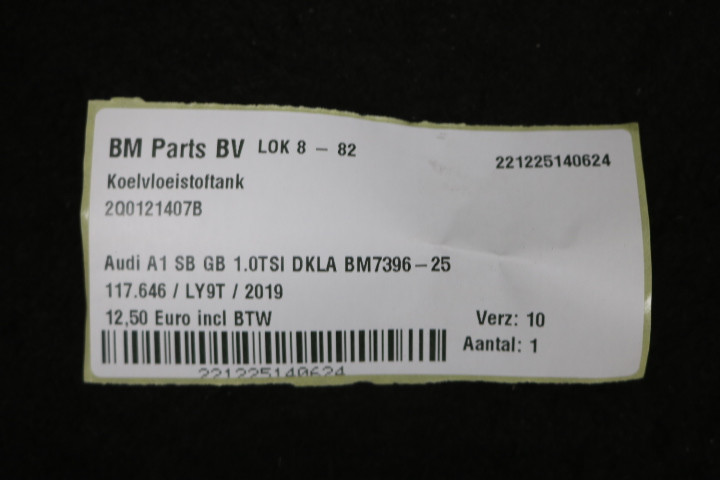 BM Parts BV LOK 8 - 82
221225140624
Koelvloeistoftank
2Q0121407B
Audi A1 SB GB 1.0TSI DKLA BM7396-25
117.646 / LY9T / 2019
12,50 Euro incl BTW
Verz: 10
Aantal: 1
221225140624